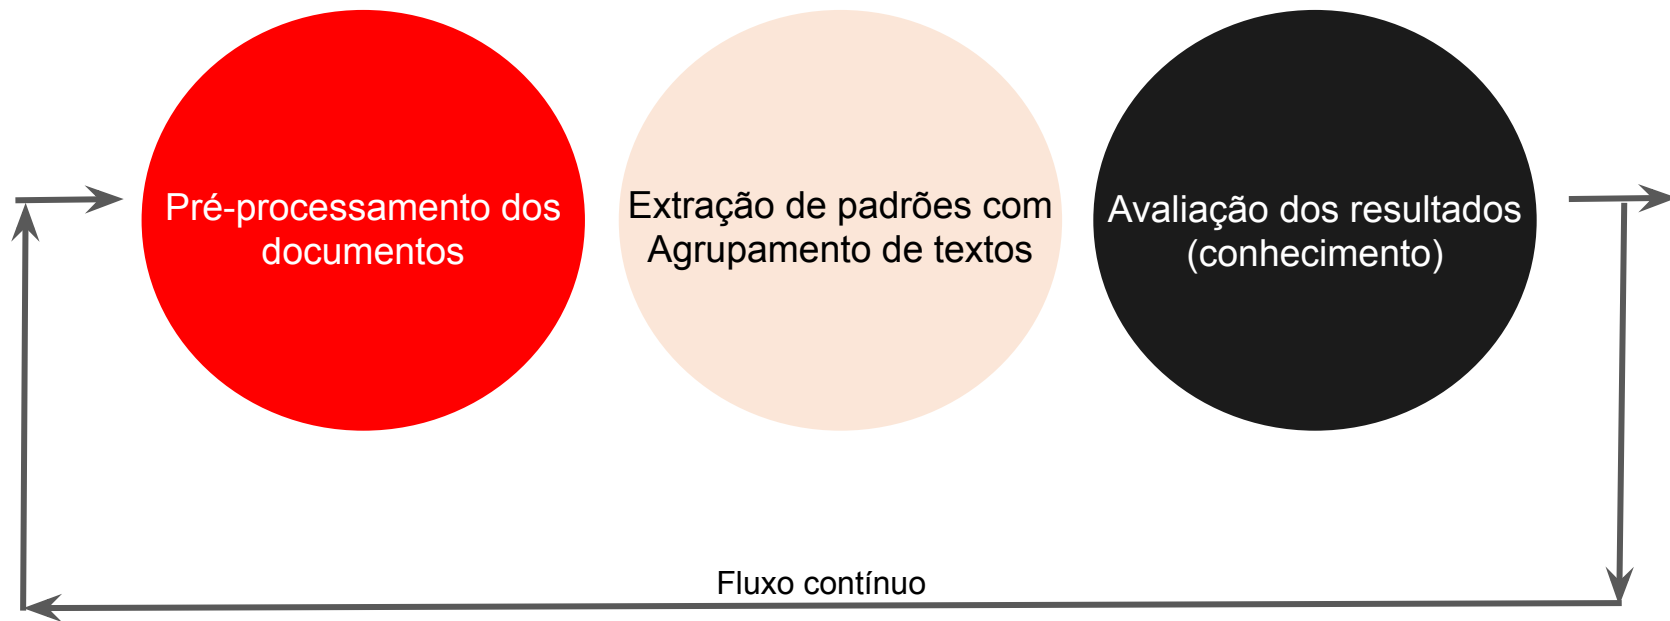 Pré-processamento dos
documentos
Extração de padrões com
Agrupamento de textos
Avaliação dos resultados
(conhecimento)
Fluxo contínuo